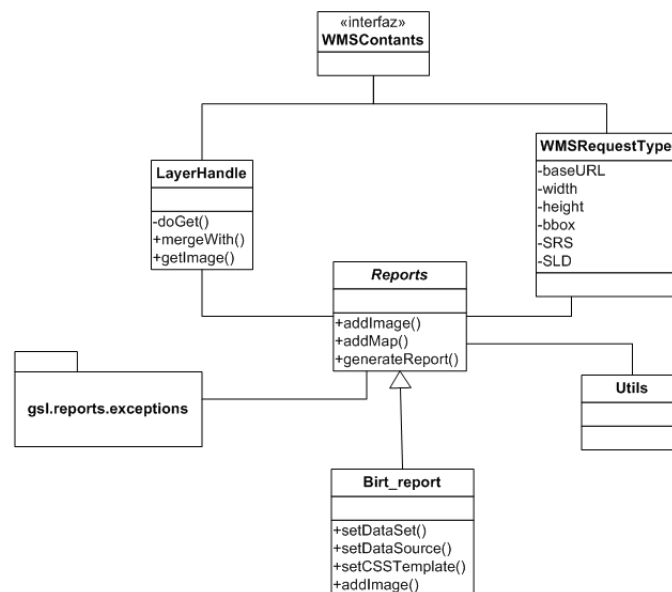 «interfaz»
WMSContants
LayerHandle
-doGet()
+mergeWith()
+getImage()
WMSRequestType
-baseURL
-width
-height
-bbox
-SRS
-SLD
Reports
+addImage()
+addMap()
+generateReport()
gsl.reports.exceptions
Utils
Birt_report
+setDataSet()
+setDataSource()
+setCSSTemplate()
+addImage()